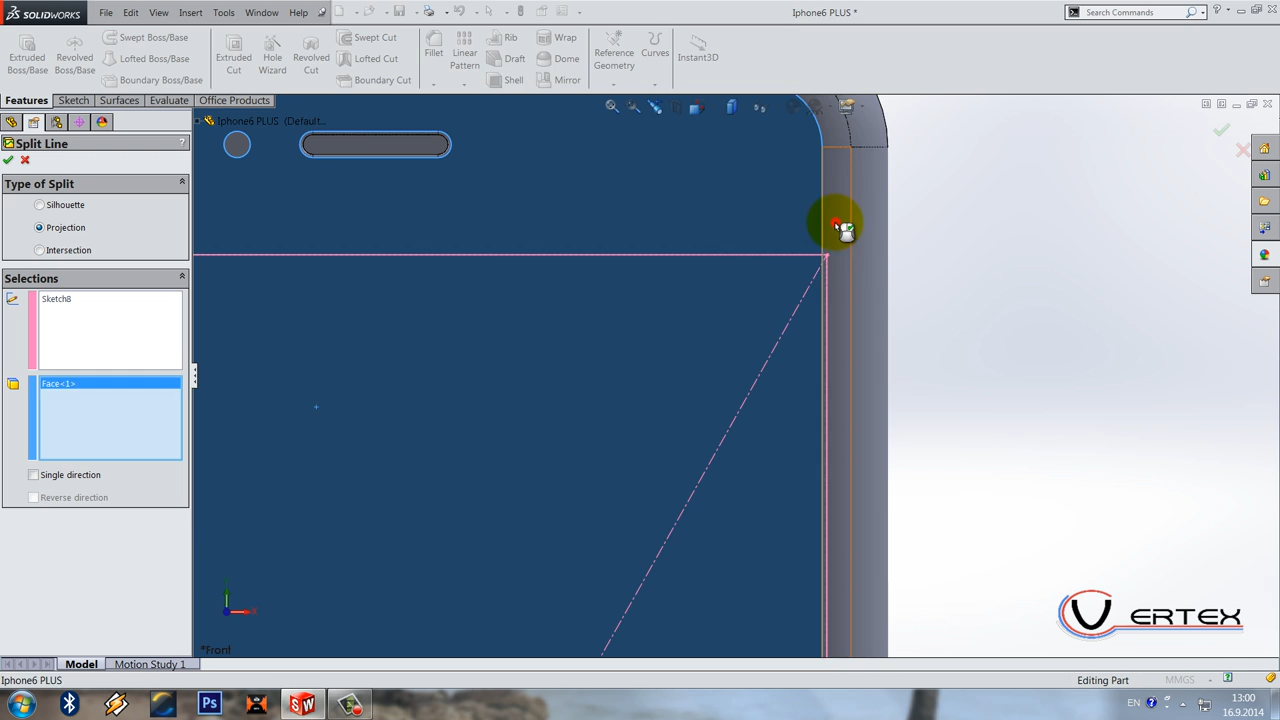 SOLIDWORKS
File Edit View Insert Tools Window Help
Iphone6 PLUS *
Search Commands
Extruded Boss/Base
Revolved Boss/Base
Swept Boss/Base
Lofted Boss/Base
Boundary Boss/Base
Extruded Cut
Hole Wizard
Revolved Cut
Swept Cut
Lofted Cut
Boundary Cut
Fillet
Linear Pattern
Rib
Draft
Shell
Wrap
Dome
Mirror
Reference Geometry
Curves
Instant3D
Features Sketch Surfaces Evaluate Office Products
Iphone6 PLUS (Default...
Split Line
?
Type of Split
Silhouette
Projection
Intersection
Selections
Sketch8
Face<1>
Single direction
Reverse direction
*Front
VERTEX
Model Motion Study 1
Iphone6 PLUS
Editing Part
MMGS
Ps
SW
EN
13:00
16.9.2014